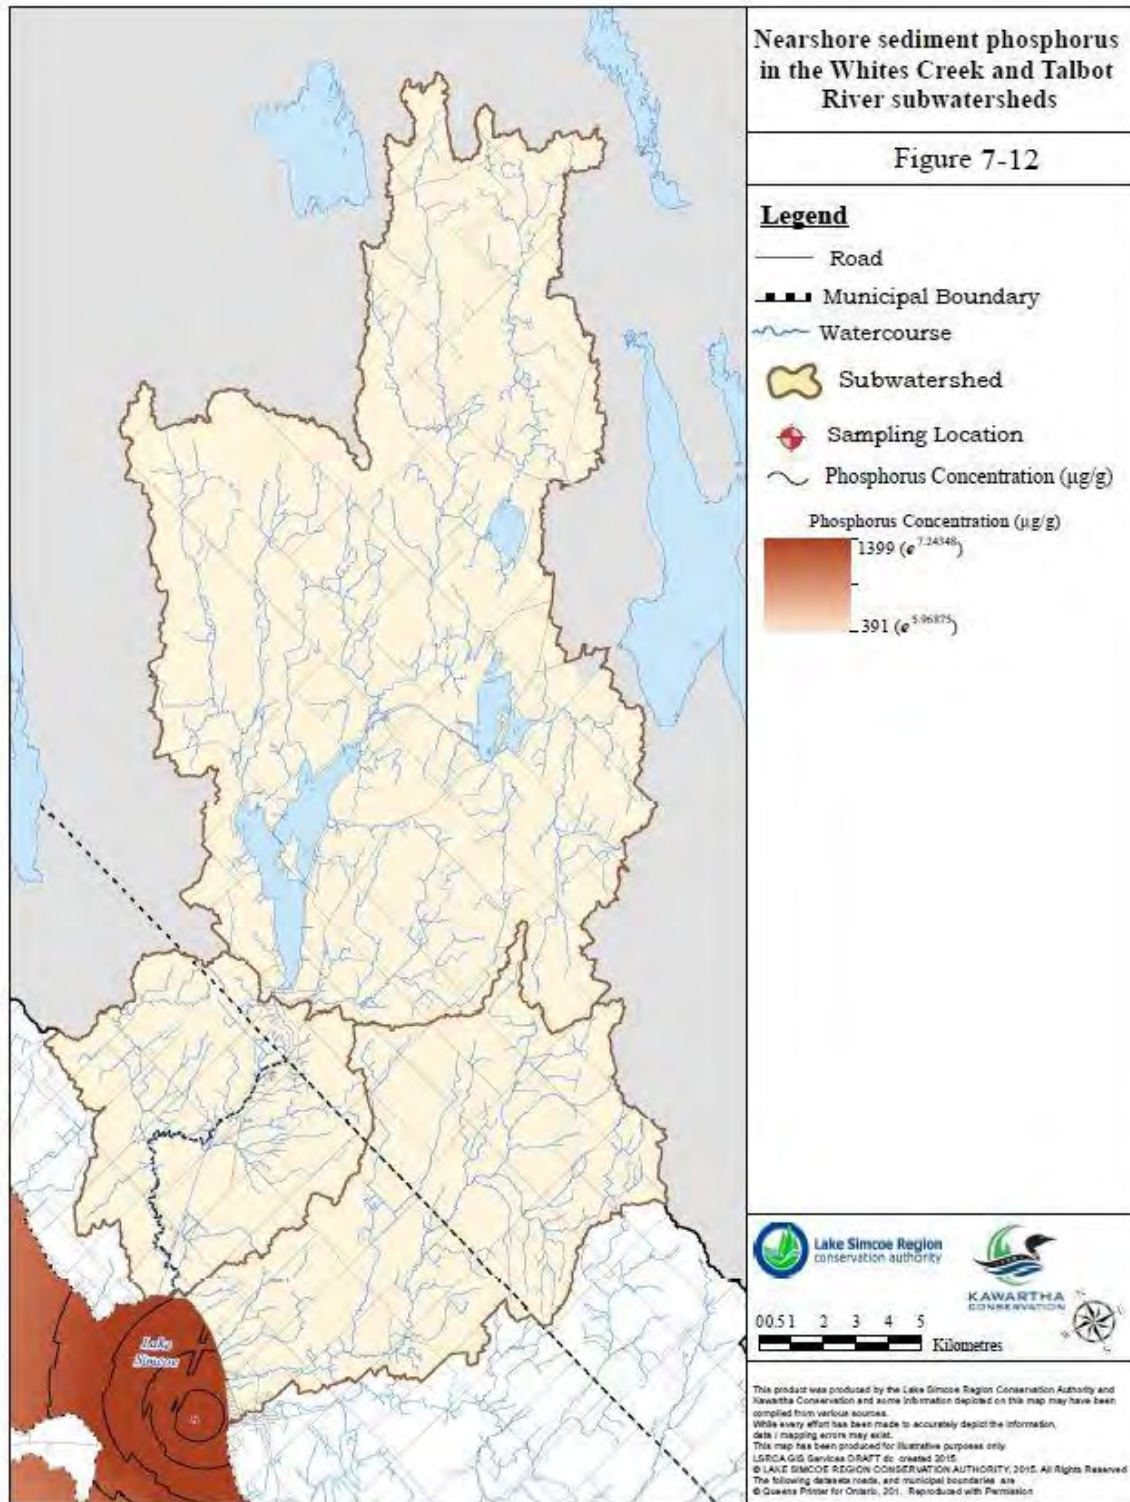 Nearshore sediment phosphorus
in the Whites Creek and Talbot
River subwatersheds
Figure 7-12
Legend
Road
Municipal Boundary
Watercourse
Subwatershed
Sampling Location
Phosphorus Concentration (µg/g)
Phosphorus Concentration (µg/g)
1399 (e^7.24348)
391 (e^5.96875)
Lake
Simcoe
Lake Simcoe Region
conservation authority
KAWARTHA
CONSERVATION
0 0.5 1 2 3 4 5
Kilometres
This product was produced by the Lake Simcoe Region Conservation Authority and
Kawartha Conservation and some information depicted on this map may have been
compiled from various sources.
While every effort has been made to accurately depict the information,
data / mapping errors may exist.
This map has been produced for illustrative purposes only.
LSRCA GIS Services DRAFT dc created 2015
© LAKE SIMCOE REGION CONSERVATION AUTHORITY, 2015. All Rights Reserved
The following datasets roads, and municipal boundaries are
© Queens Printer for Ontario, 201. Reproduced with Permission